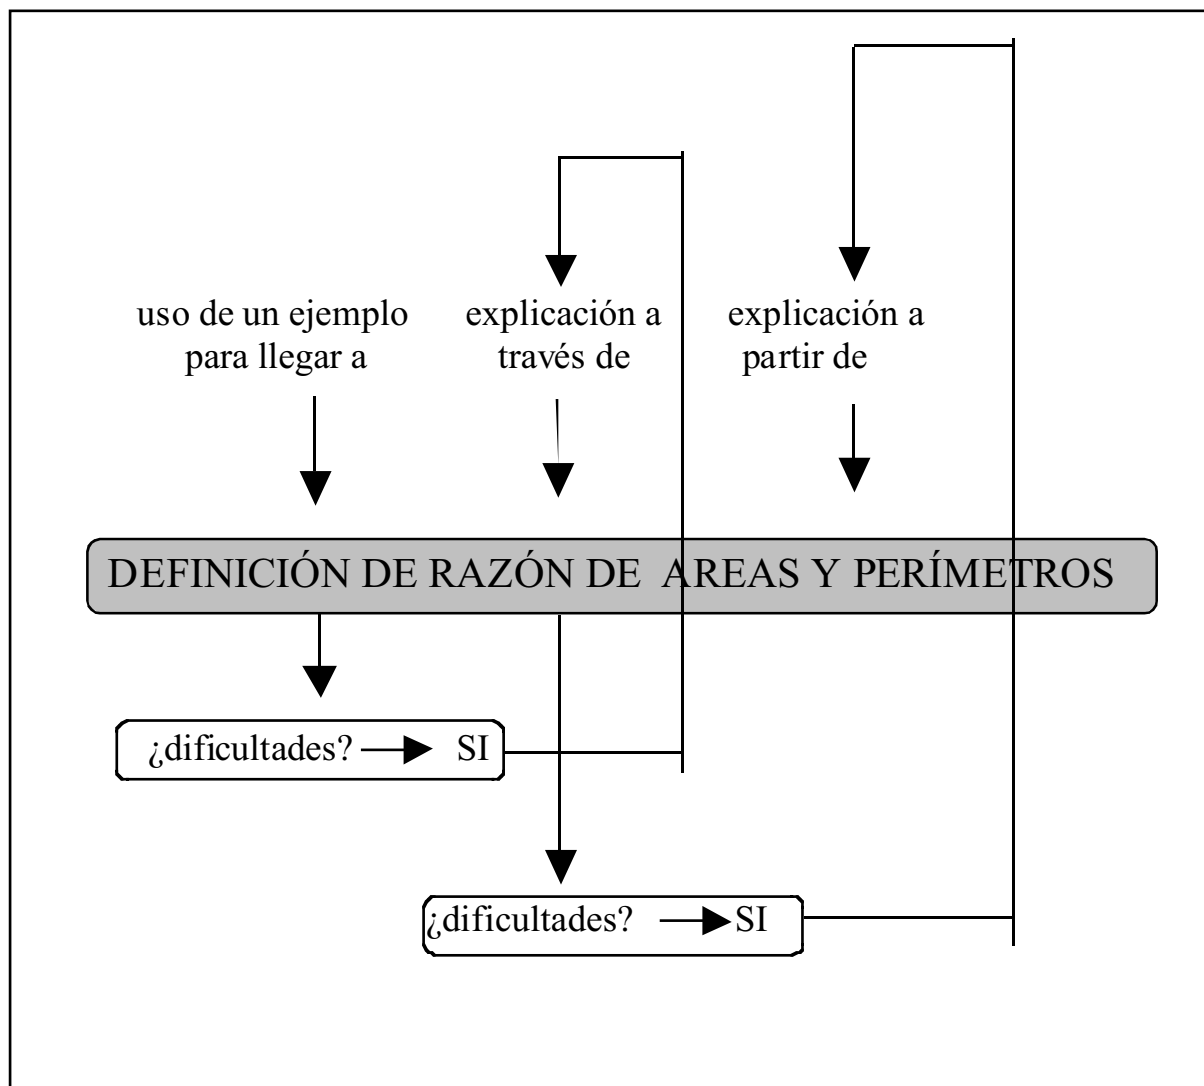 uso de un ejemplo
para llegar a
explicación a
través de
explicación a
partir de
DEFINICIÓN DE RAZÓN DE AREAS Y PERÍMETROS
¿dificultades? SI
¿dificultades? SI